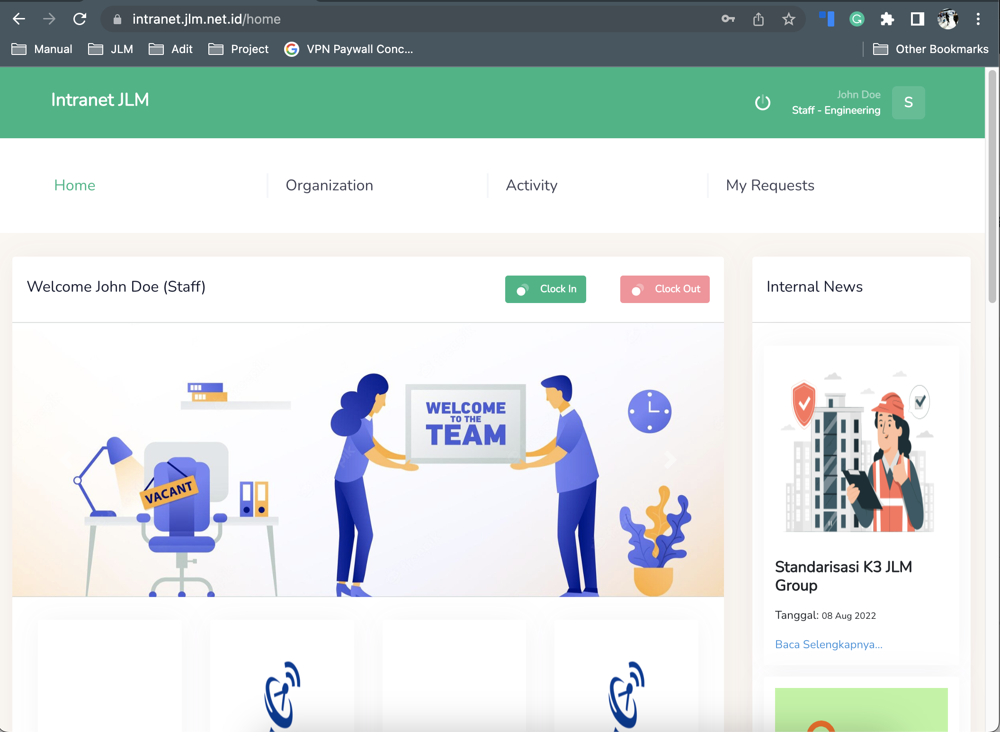 intranet.jlm.net.id/home
Manual JLM Adit Project VPN Paywall Conc... Other Bookmarks
Intranet JLM
John Doe
Staff - Engineering
S
Home Organization Activity My Requests
Welcome John Doe (Staff)
Clock In Clock Out
WELCOME
TO THE
TEAM
VACANT
Internal News
Standarisasi K3 JLM
Group
Tanggal: 08 Aug 2022
Baca Selengkapnya...